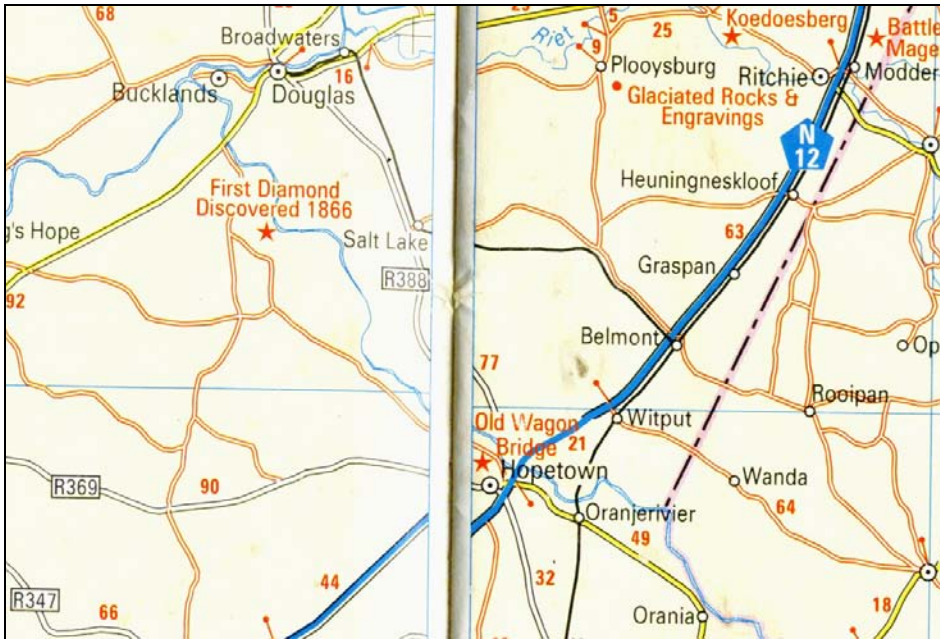 68
Broadwaters
16
Bucklands
Douglas
First Diamond
Discovered 1866
g's Hope
Salt Lake
R388
92
R369
90
R347
66
44
5
25
Koedoesberg
Battle
Mage
Riet
9
Plooysburg
Ritchie
Modder
Glaciated Rocks &
Engravings
N
12
Heuningneskloof
63
Graspan
Belmont
Op
77
Rooipan
Old Wagon
Bridge
21
Witput
Hopetown
Wanda
Oranjerivier
64
49
32
Orania
18